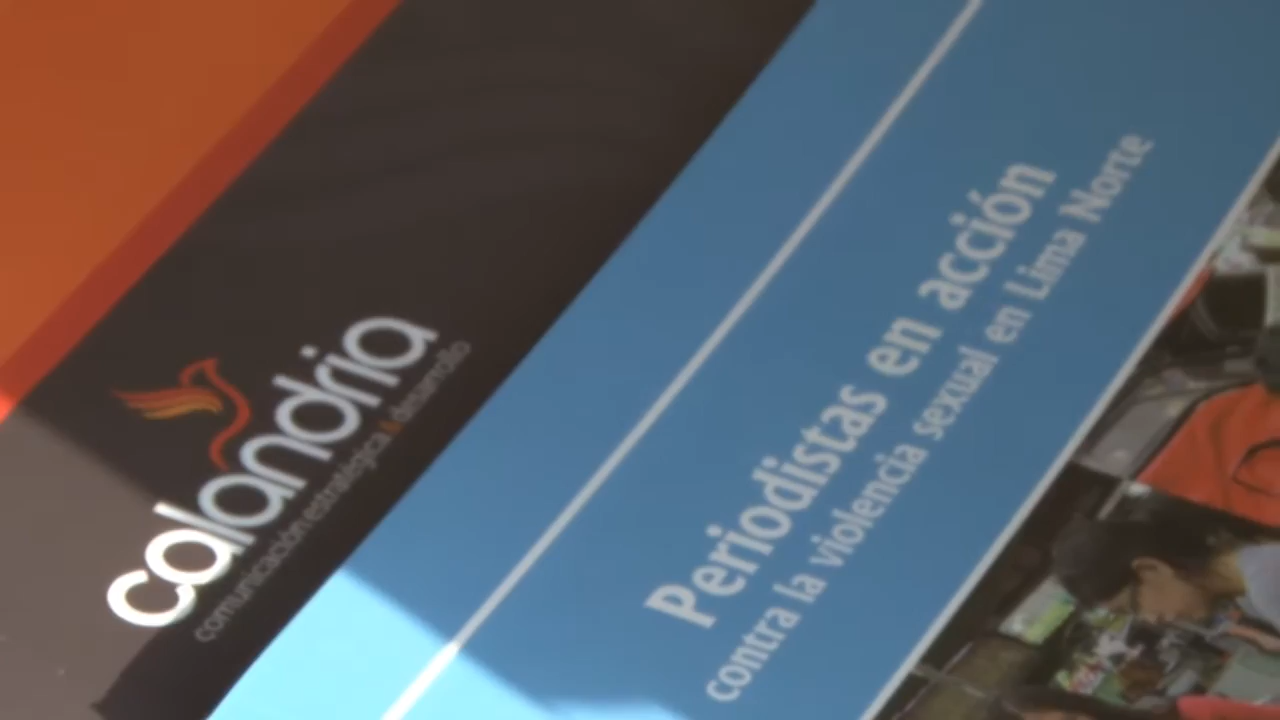 calandria
comunicación estratégica & desarrollo
Periodistas en acción
contra la violencia sexual en Lima Norte